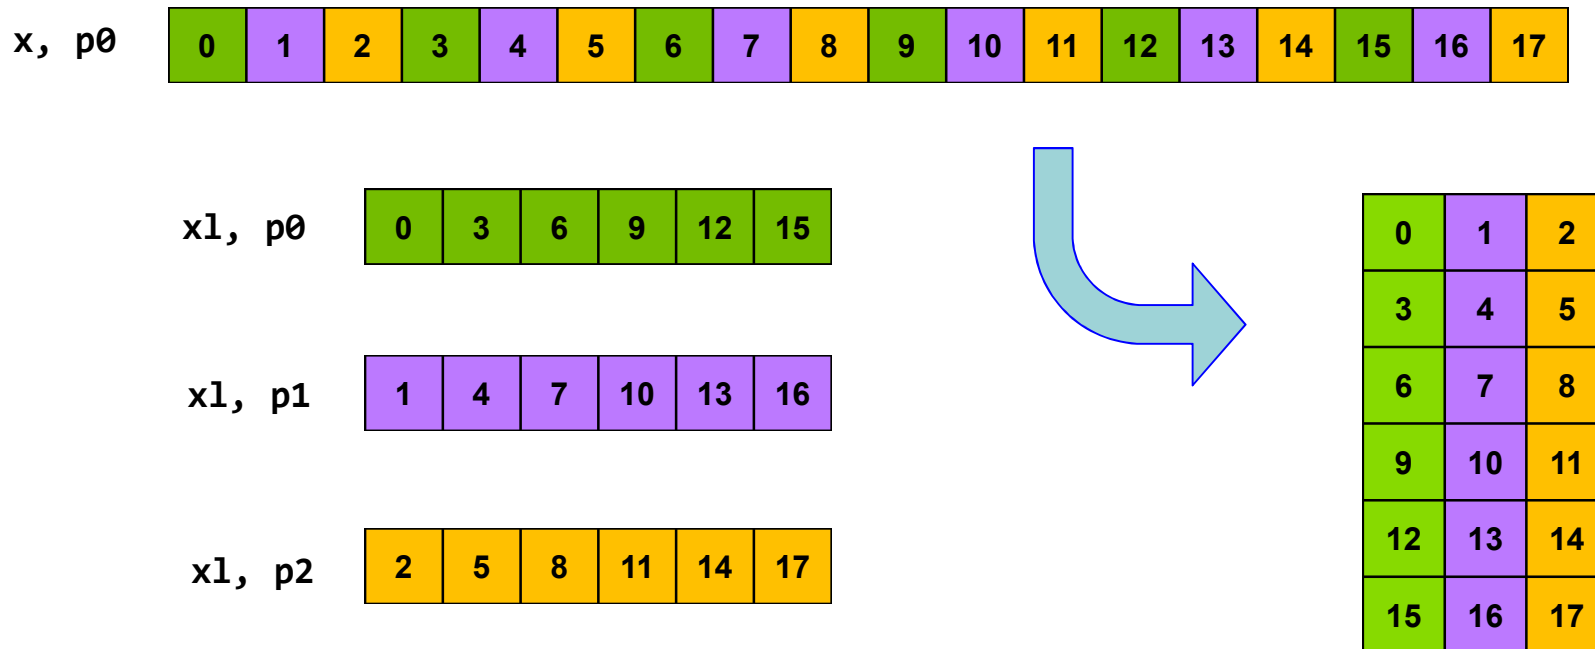 x, p0 0 1 2 3 4 5 6 7 8 9 10 11 12 13 14 15 16 17
xl, p0 0 3 6 9 12 15
xl, p1 1 4 7 10 13 16
xl, p2 2 5 8 11 14 17
0 1 2
3 4 5
6 7 8
9 10 11
12 13 14
15 16 17